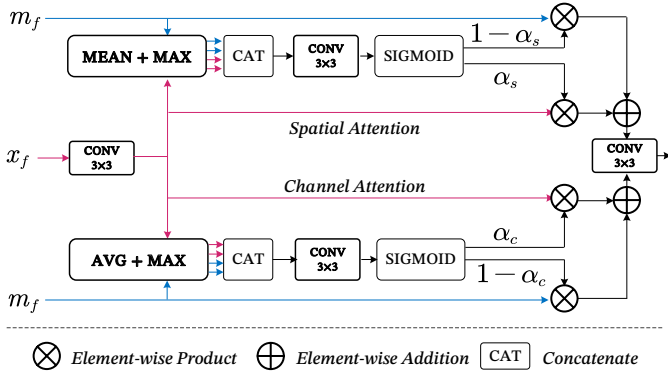 m_f
1 − α_s
MEAN + MAX
CAT
CONV
3×3
SIGMOID
α_s
Spatial Attention
x_f
CONV
3×3
CONV
3×3
Channel Attention
α_c
AVG + MAX
CAT
CONV
3×3
SIGMOID
1 − α_c
m_f
Element-wise Product
Element-wise Addition
CAT
Concatenate